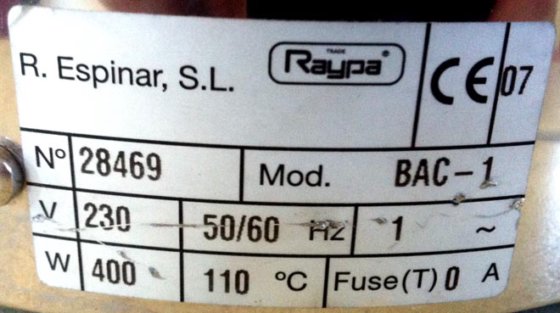 R. Espinar, S.L. TRADE Raypa ® CE 07
Nº 28469 Mod. BAC-1
V 230 50/60 Hz 1 ~
W 400 110 ºC Fuse(T) 0 A